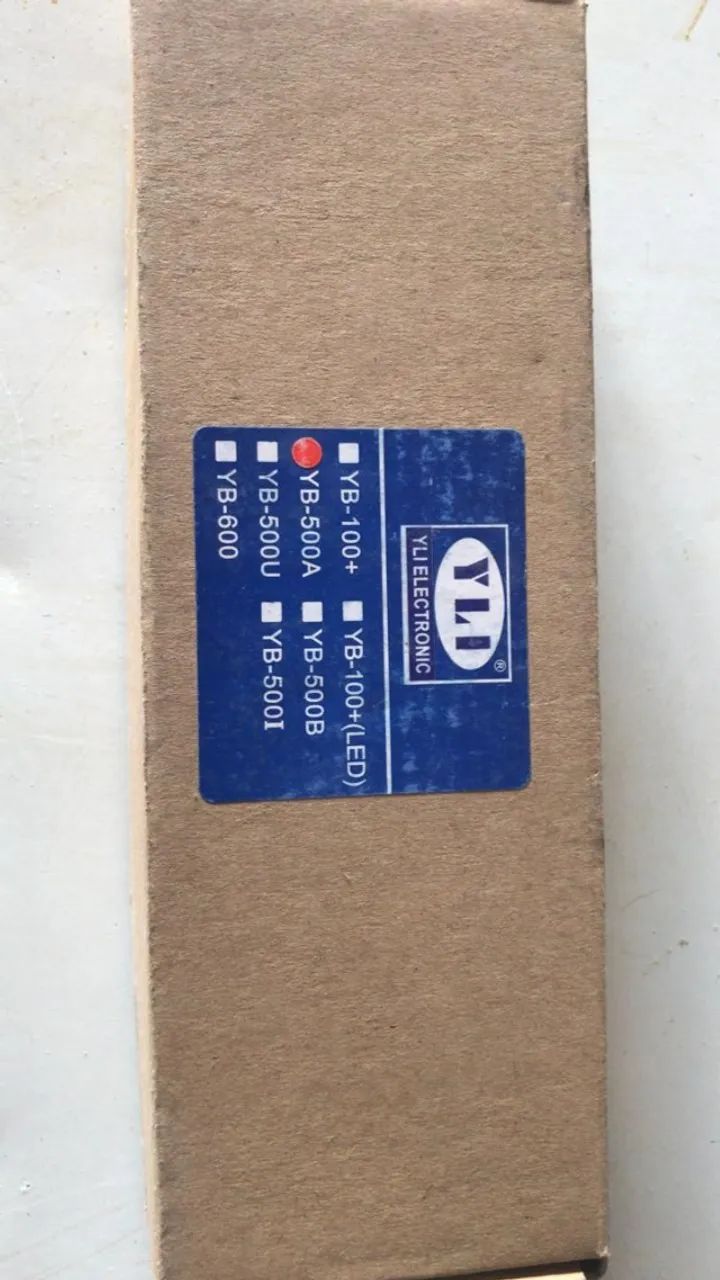 YLI®
YLI ELECTRONIC
YB-100+ YB-100+(LED)
YB-500A YB-500B
YB-500U YB-500I
YB-600